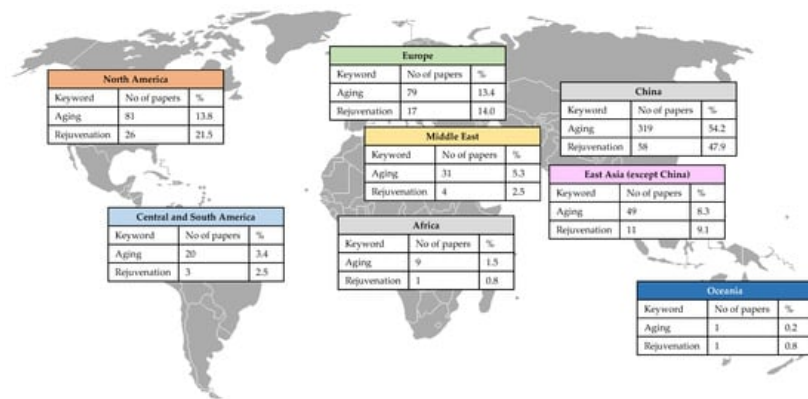 North America
Keyword No of papers %
Aging 81 13.8
Rejuvenation 26 21.5
Europe
Keyword No of papers %
Aging 79 13.4
Rejuvenation 17 14.0
China
Keyword No of papers %
Aging 319 54.2
Rejuvenation 58 47.9
Middle East
Keyword No of papers %
Aging 31 5.3
Rejuvenation 4 2.5
East Asia (except China)
Keyword No of papers %
Aging 49 8.3
Rejuvenation 11 9.1
Central and South America
Keyword No of papers %
Aging 20 3.4
Rejuvenation 3 2.5
Africa
Keyword No of papers %
Aging 9 1.5
Rejuvenation 1 0.8
Oceania
Keyword No of papers %
Aging 1 0.2
Rejuvenation 1 0.8